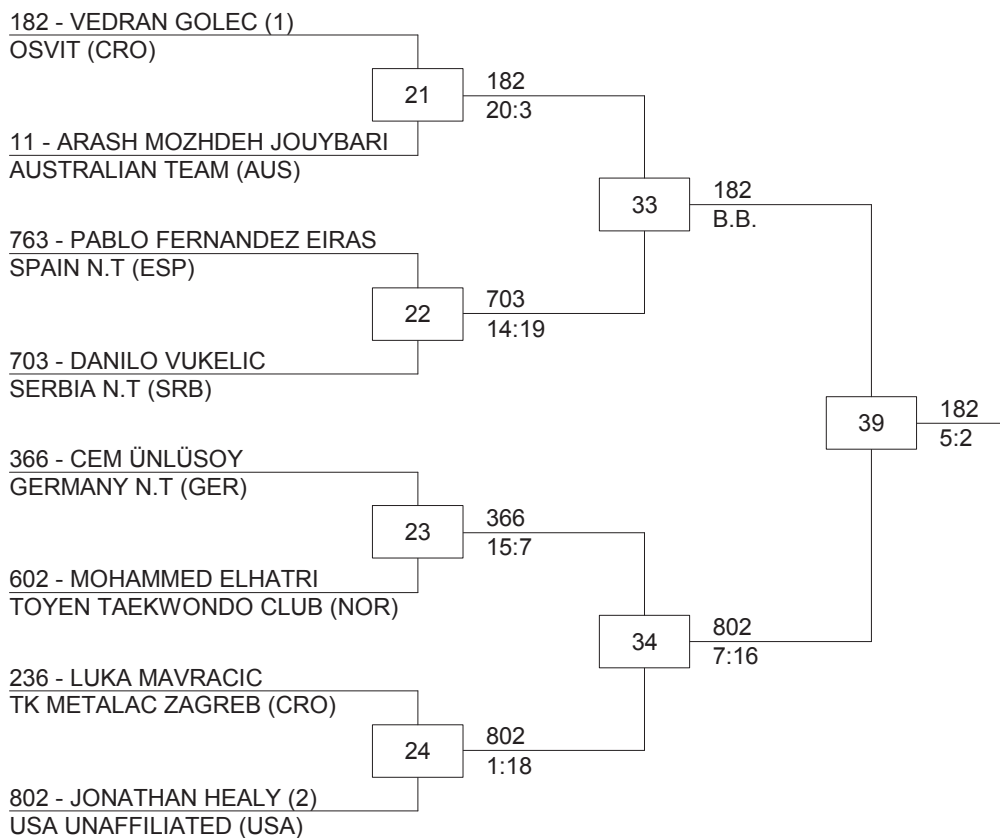 182 - VEDRAN GOLEC (1)
OSVIT (CRO)
21
182
20:3
11 - ARASH MOZHDEH JOUYBARI
AUSTRALIAN TEAM (AUS)
33
182
B.B.
763 - PABLO FERNANDEZ EIRAS
SPAIN N.T (ESP)
22
703
14:19
703 - DANILO VUKELIC
SERBIA N.T (SRB)
39
182
5:2
366 - CEM ÜNLÜSOY
GERMANY N.T (GER)
23
366
15:7
602 - MOHAMMED ELHATRI
TOYEN TAEKWONDO CLUB (NOR)
34
802
7:16
236 - LUKA MAVRACIC
TK METALAC ZAGREB (CRO)
24
802
1:18
802 - JONATHAN HEALY (2)
USA UNAFFILIATED (USA)